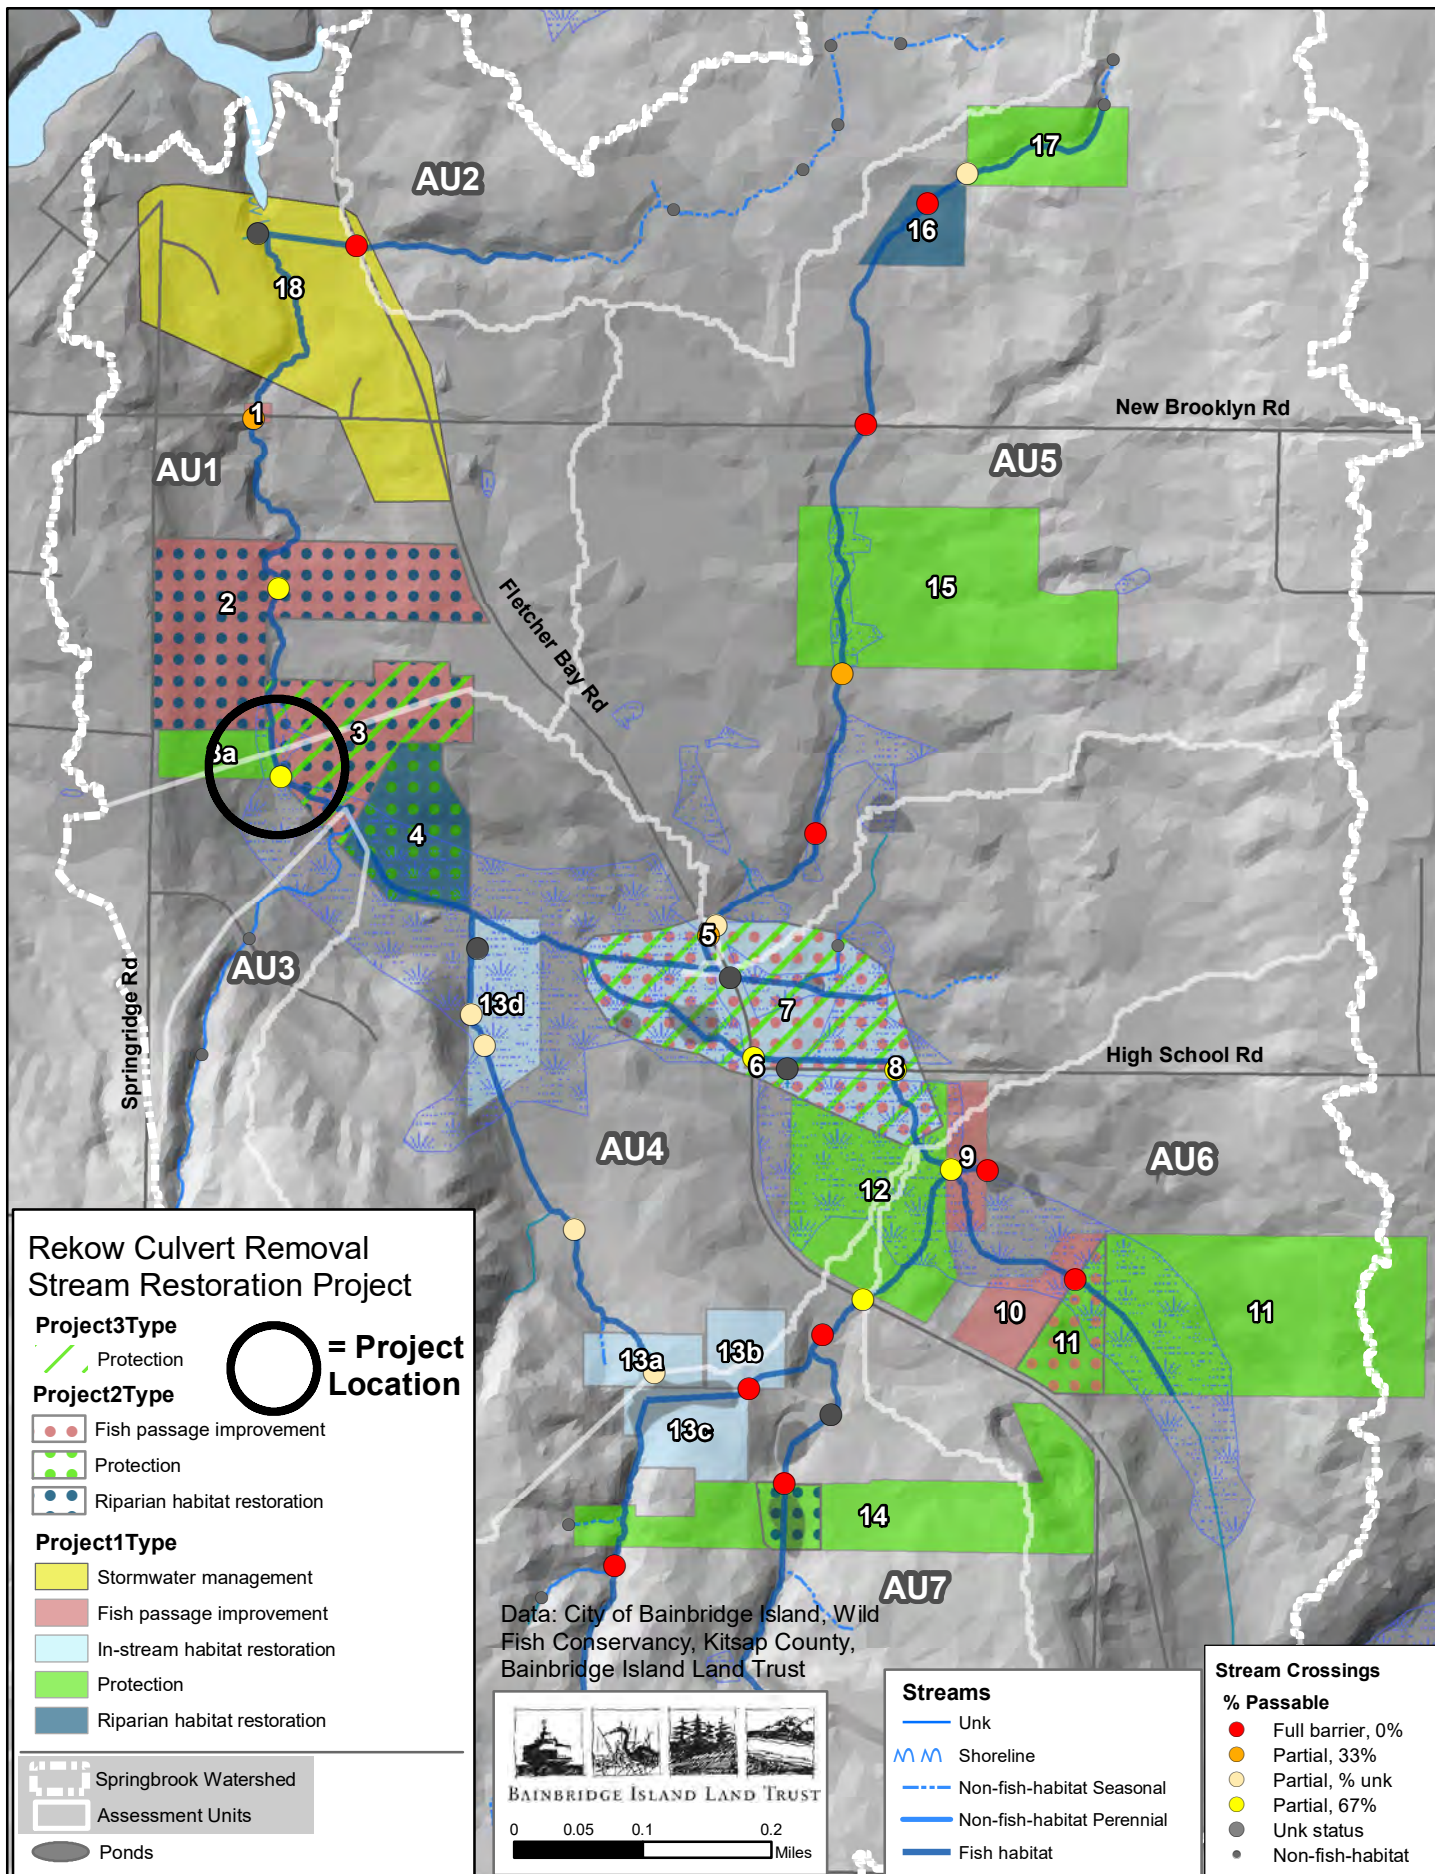 AU2
17
16
18
1
New Brooklyn Rd
AU1
AU5
15
2
Fletcher Bay Rd
3
3a
4
5
AU3
13d
7
Springridge Rd
6
8
High School Rd
AU4
9
AU6
12
10
11
11
13a
13b
13c
14
AU7
Rekow Culvert Removal
Stream Restoration Project
Project3Type
Protection
= Project
Location
Project2Type
Fish passage improvement
Protection
Riparian habitat restoration
Project1Type
Stormwater management
Fish passage improvement
In-stream habitat restoration
Protection
Riparian habitat restoration
Springbrook Watershed
Assessment Units
Ponds
Data: City of Bainbridge Island, Wild
Fish Conservancy, Kitsap County,
Bainbridge Island Land Trust
BAINBRIDGE ISLAND LAND TRUST
0 0.05 0.1 0.2
Miles
Streams
Unk
Shoreline
Non-fish-habitat Seasonal
Non-fish-habitat Perennial
Fish habitat
Stream Crossings
% Passable
Full barrier, 0%
Partial, 33%
Partial, % unk
Partial, 67%
Unk status
Non-fish-habitat